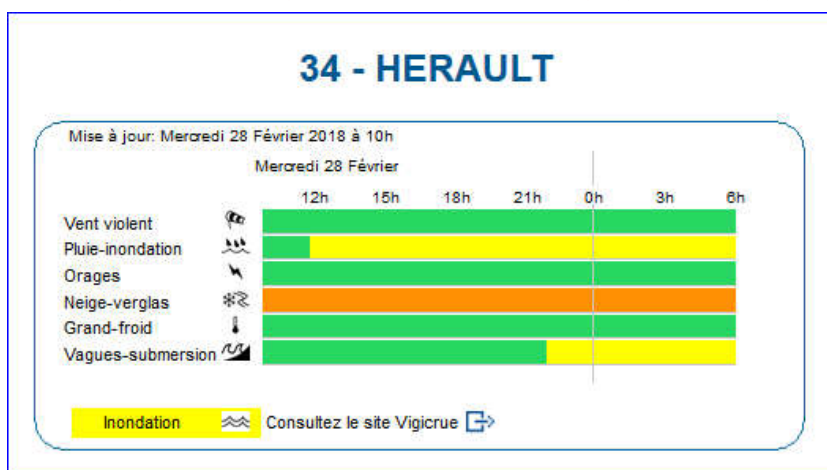 34 - HERAULT
Mise à jour: Mercredi 28 Février 2018 à 10h
Mercredi 28 Février
12h 15h 18h 21h 0h 3h 6h
Vent violent
Pluie-inondation
Orages
Neige-verglas
Grand-froid
Vagues-submersion
Inondation Consultez le site Vigicrue